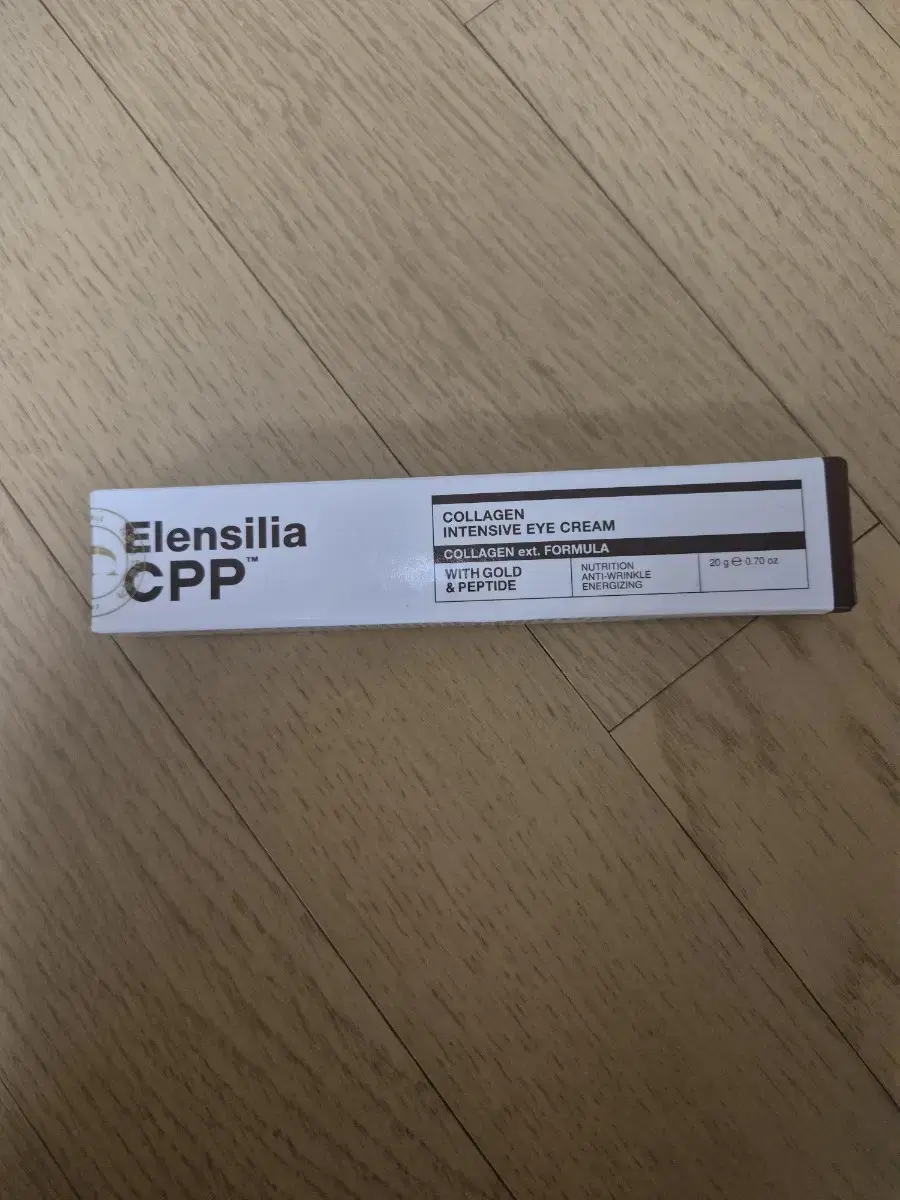 Elensilia
CPP™
COLLAGEN
INTENSIVE EYE CREAM
COLLAGEN ext. FORMULA
WITH GOLD
& PEPTIDE
NUTRITION
ANTI-WRINKLE
ENERGIZING
20 g ℮ 0.70 oz